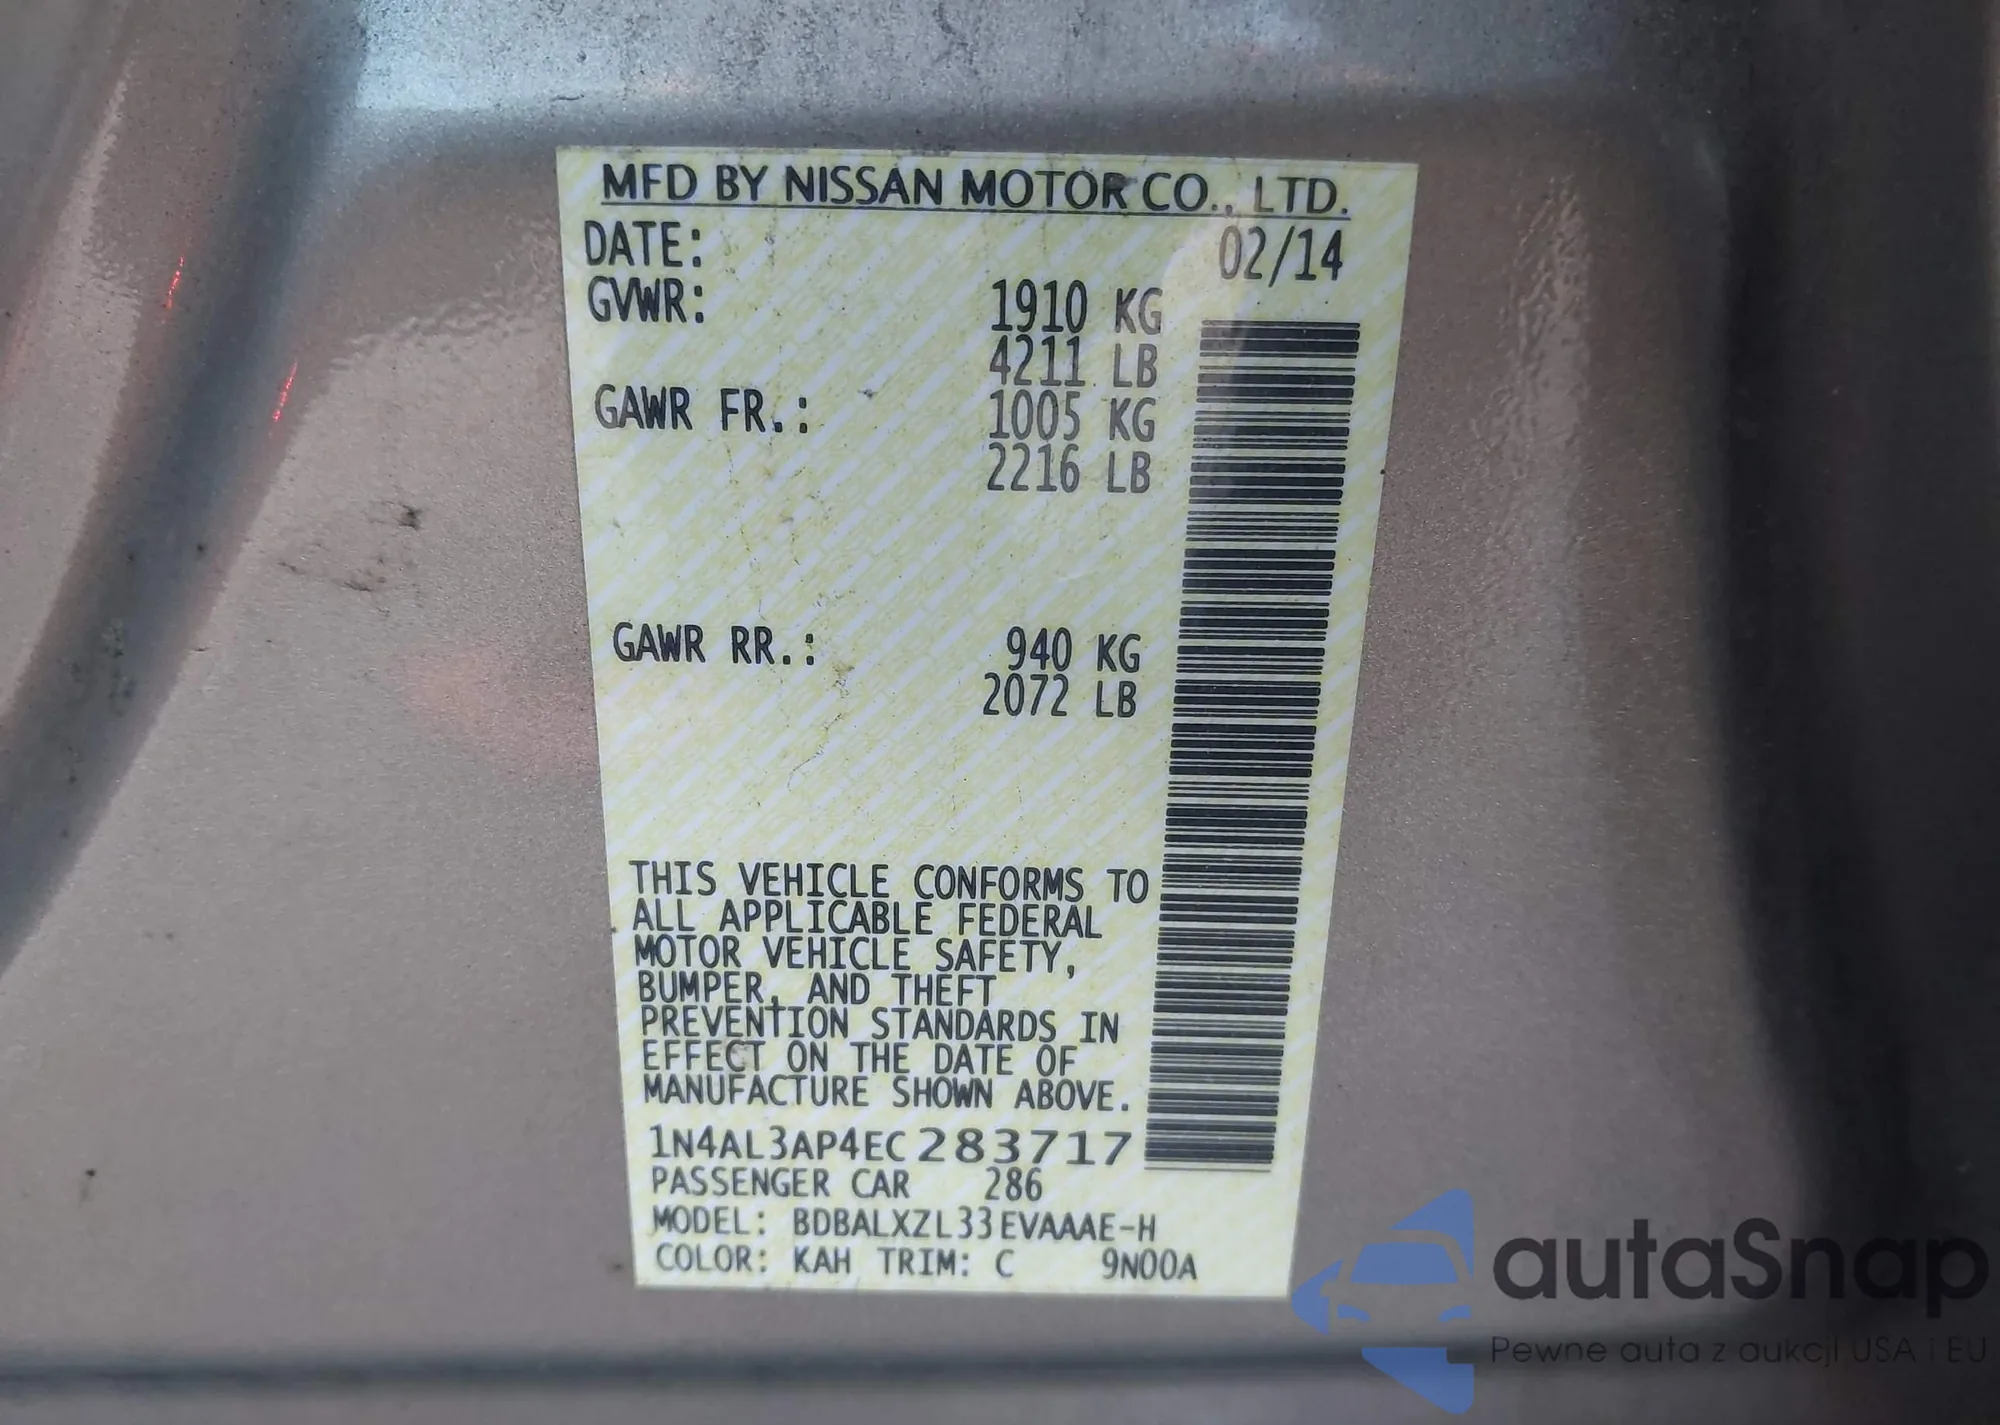 MFD BY NISSAN MOTOR CO., LTD.
DATE: 02/14
GVWR: 1910 KG
4211 LB
GAWR FR.: 1005 KG
2216 LB
GAWR RR.: 940 KG
2072 LB
THIS VEHICLE CONFORMS TO
ALL APPLICABLE FEDERAL
MOTOR VEHICLE SAFETY,
BUMPER, AND THEFT
PREVENTION STANDARDS IN
EFFECT ON THE DATE OF
MANUFACTURE SHOWN ABOVE.
1N4AL3AP4EC283717
PASSENGER CAR 286
MODEL: BDBALXZL33EVAAAE-H
COLOR: KAH TRIM: C 9N00A
autoSnap
Pewne auta z aukcji USA i EU